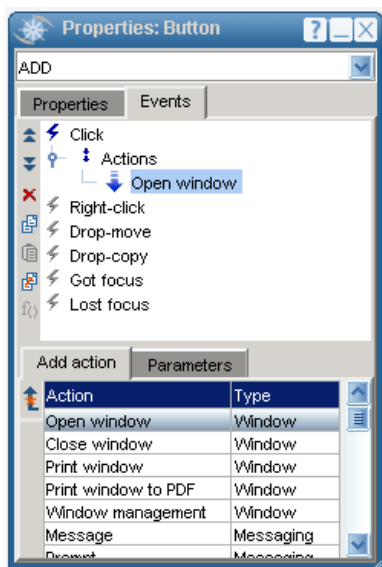 Properties: Button
ADD
Properties Events
Click
Actions
Open window
Right-click
Drop-move
Drop-copy
Got focus
Lost focus
f()
Add action Parameters
Action Type
Open window Window
Close window Window
Print window Window
Print window to PDF Window
Window management Window
Message Messaging
Prompt Messaging